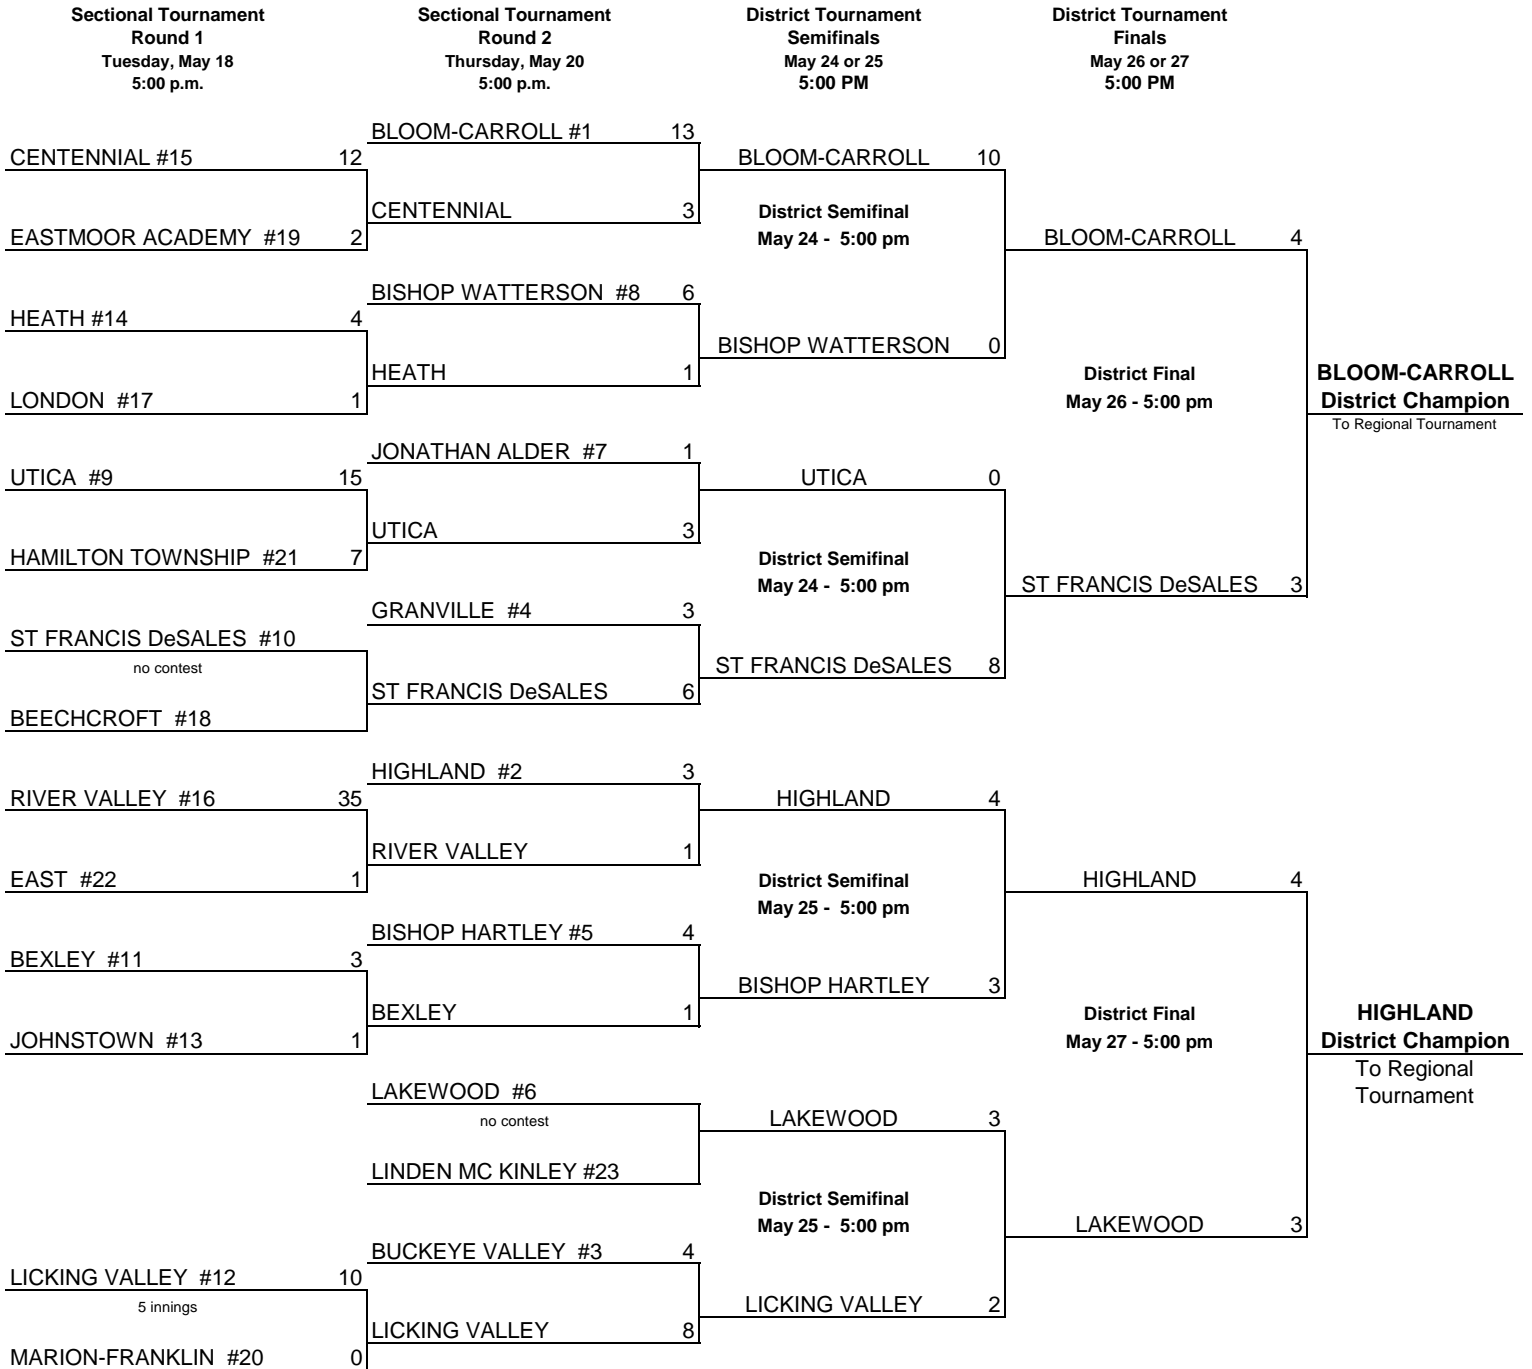 Sectional Tournament
Round 1
Tuesday, May 18
5:00 p.m.
Sectional Tournament
Round 2
Thursday, May 20
5:00 p.m.
District Tournament
Semifinals
May 24 or 25
5:00 PM
District Tournament
Finals
May 26 or 27
5:00 PM
CENTENNIAL #15 12
EASTMOOR ACADEMY #19 2
HEATH #14 4
LONDON #17 1
UTICA #9 15
HAMILTON TOWNSHIP #21 7
ST FRANCIS DeSALES #10
no contest
BEECHCROFT #18
RIVER VALLEY #16 35
EAST #22 1
BEXLEY #11 3
JOHNSTOWN #13 1
LICKING VALLEY #12 10
5 innings
MARION-FRANKLIN #20 0
BLOOM-CARROLL #1 13
CENTENNIAL 3
BISHOP WATTERSON #8 6
HEATH 1
JONATHAN ALDER #7 1
UTICA 3
GRANVILLE #4 3
ST FRANCIS DeSALES 6
HIGHLAND #2 3
RIVER VALLEY 1
BISHOP HARTLEY #5 4
BEXLEY 1
LAKEWOOD #6
no contest
LINDEN MC KINLEY #23
BUCKEYE VALLEY #3 4
LICKING VALLEY 8
BLOOM-CARROLL 10
District Semifinal
May 24 - 5:00 pm
BISHOP WATTERSON 0
UTICA 0
District Semifinal
May 24 - 5:00 pm
ST FRANCIS DeSALES 8
HIGHLAND 4
District Semifinal
May 25 - 5:00 pm
BISHOP HARTLEY 3
LAKEWOOD 3
District Semifinal
May 25 - 5:00 pm
LICKING VALLEY 2
BLOOM-CARROLL 4
District Final
May 26 - 5:00 pm
ST FRANCIS DeSALES 3
HIGHLAND 4
District Final
May 27 - 5:00 pm
LAKEWOOD 3
BLOOM-CARROLL
District Champion
To Regional Tournament
HIGHLAND
District Champion
To Regional
Tournament